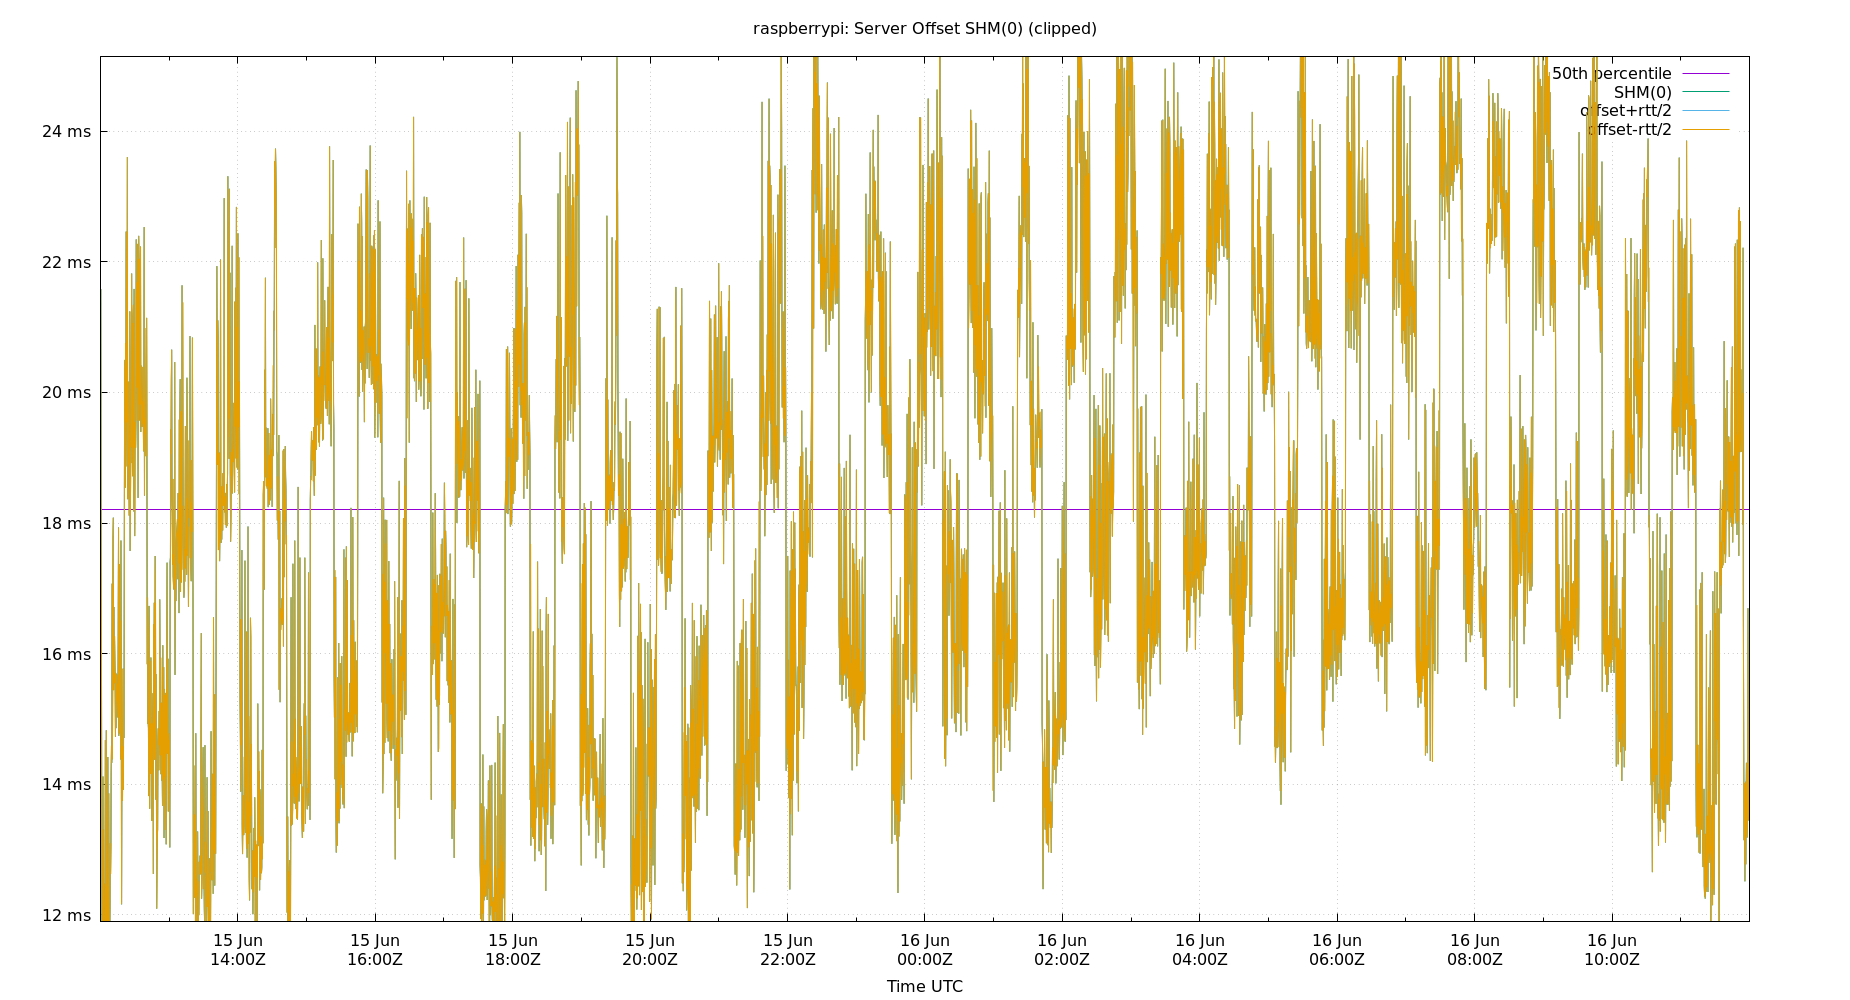 raspberrypi: Server Offset SHM(0) (clipped)
50th percentile
SHM(0)
offset+rtt/2
offset-rtt/2
24 ms
22 ms
20 ms
18 ms
16 ms
14 ms
12 ms
15 Jun 15 Jun 15 Jun 15 Jun 15 Jun 16 Jun 16 Jun 16 Jun 16 Jun 16 Jun 16 Jun
14:00Z 16:00Z 18:00Z 20:00Z 22:00Z 00:00Z 02:00Z 04:00Z 06:00Z 08:00Z 10:00Z
Time UTC